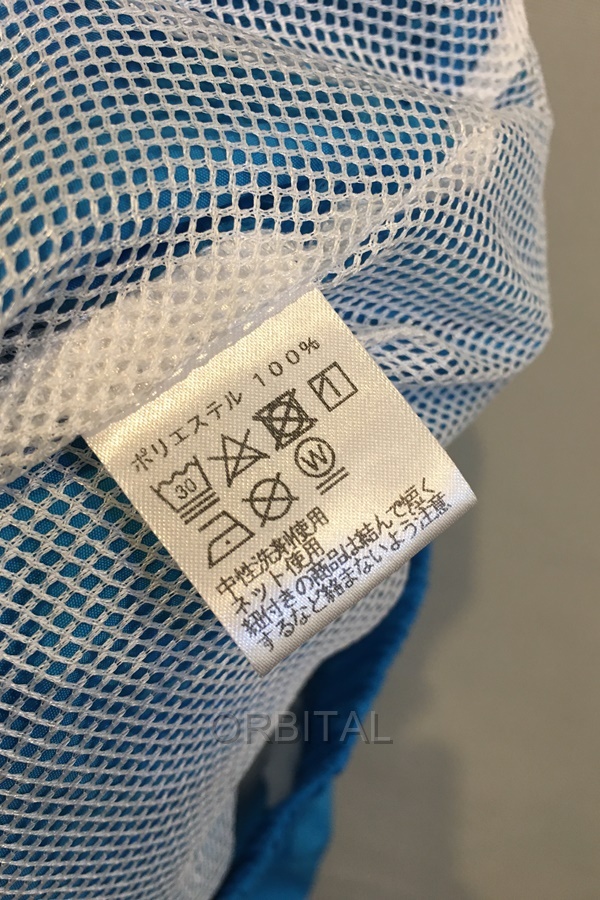 ポリエステル 100%
30
W
中性洗剤使用
ネット使用
紐付きの商品は結んで短く
するなど絡まないよう注意
ORBITAL